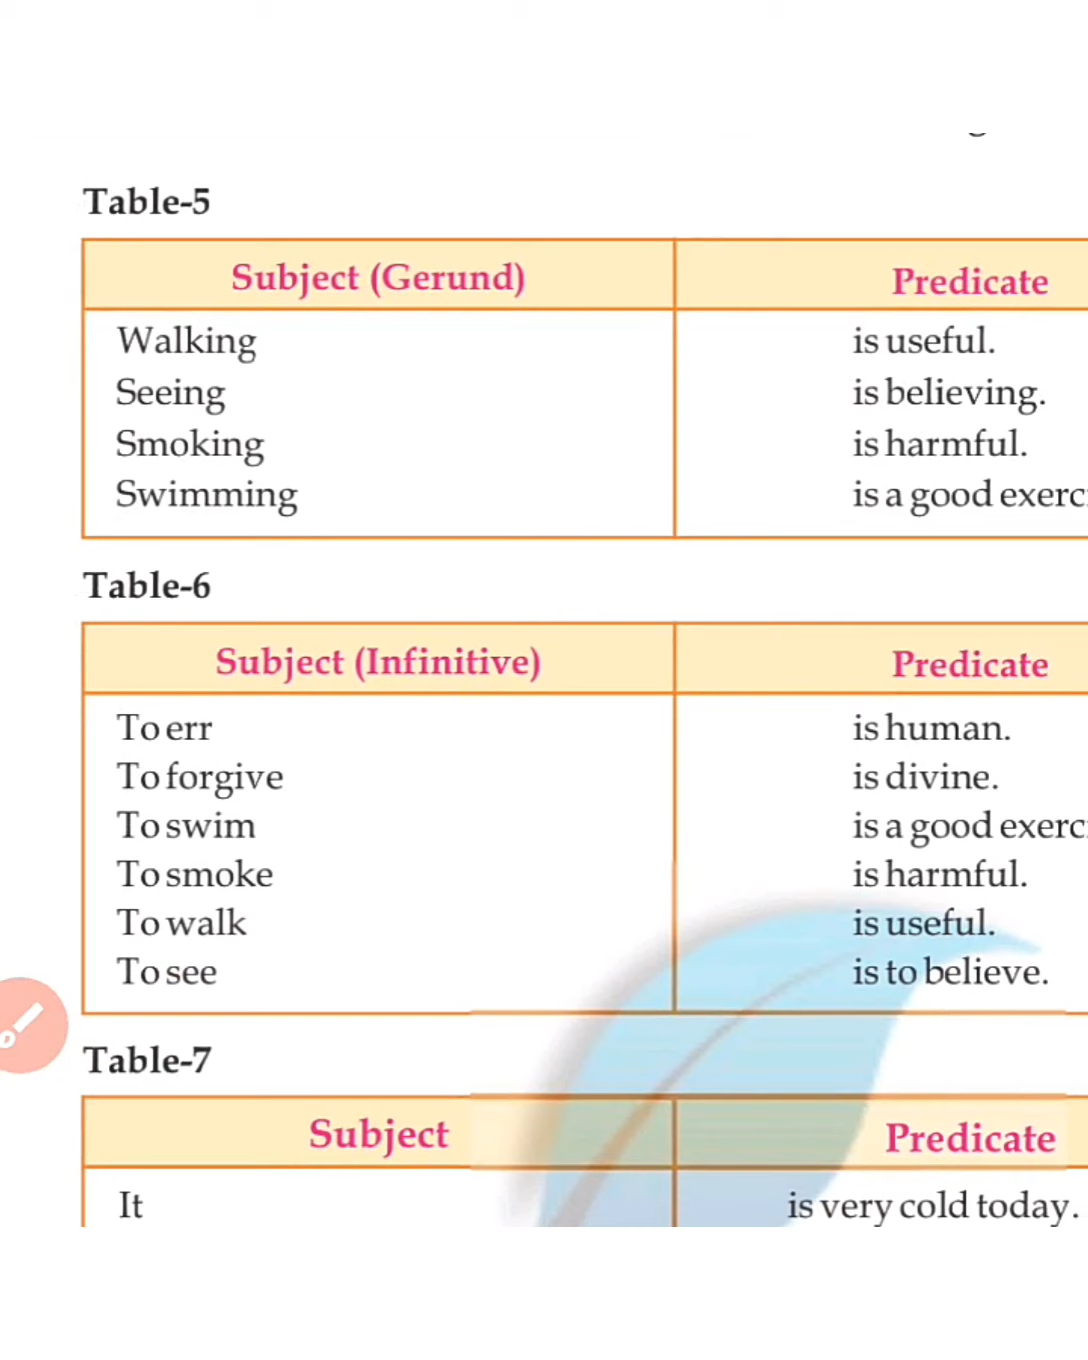 Table-5
Subject (Gerund) Predicate
Walking is useful.
Seeing is believing.
Smoking is harmful.
Swimming is a good
Table-6
Subject (Infinitive) Predicate
To err is human.
To forgive is divine.
To swim is a good
To smoke is harmful.
To walk is useful.
To see is to believe.
Table-7
Subject Predicate
It is very cold today.